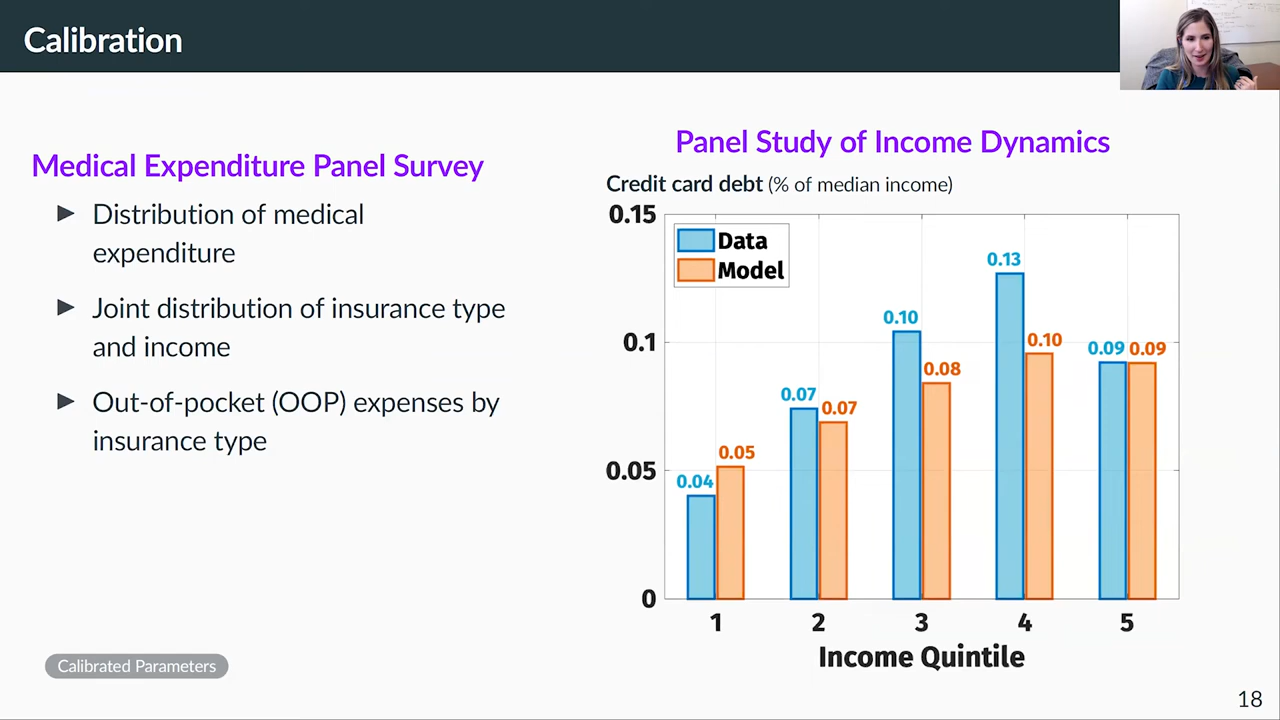 Calibration
Medical Expenditure Panel Survey
▶ Distribution of medical
expenditure
▶ Joint distribution of insurance type
and income
▶ Out-of-pocket (OOP) expenses by
insurance type
Calibrated Parameters
Panel Study of Income Dynamics
Credit card debt (% of median income)
0.15
0.1
0.05
0
Data
Model
0.04
0.05
0.07
0.07
0.10
0.08
0.13
0.10
0.09
0.09
1 2 3 4 5
Income Quintile
18